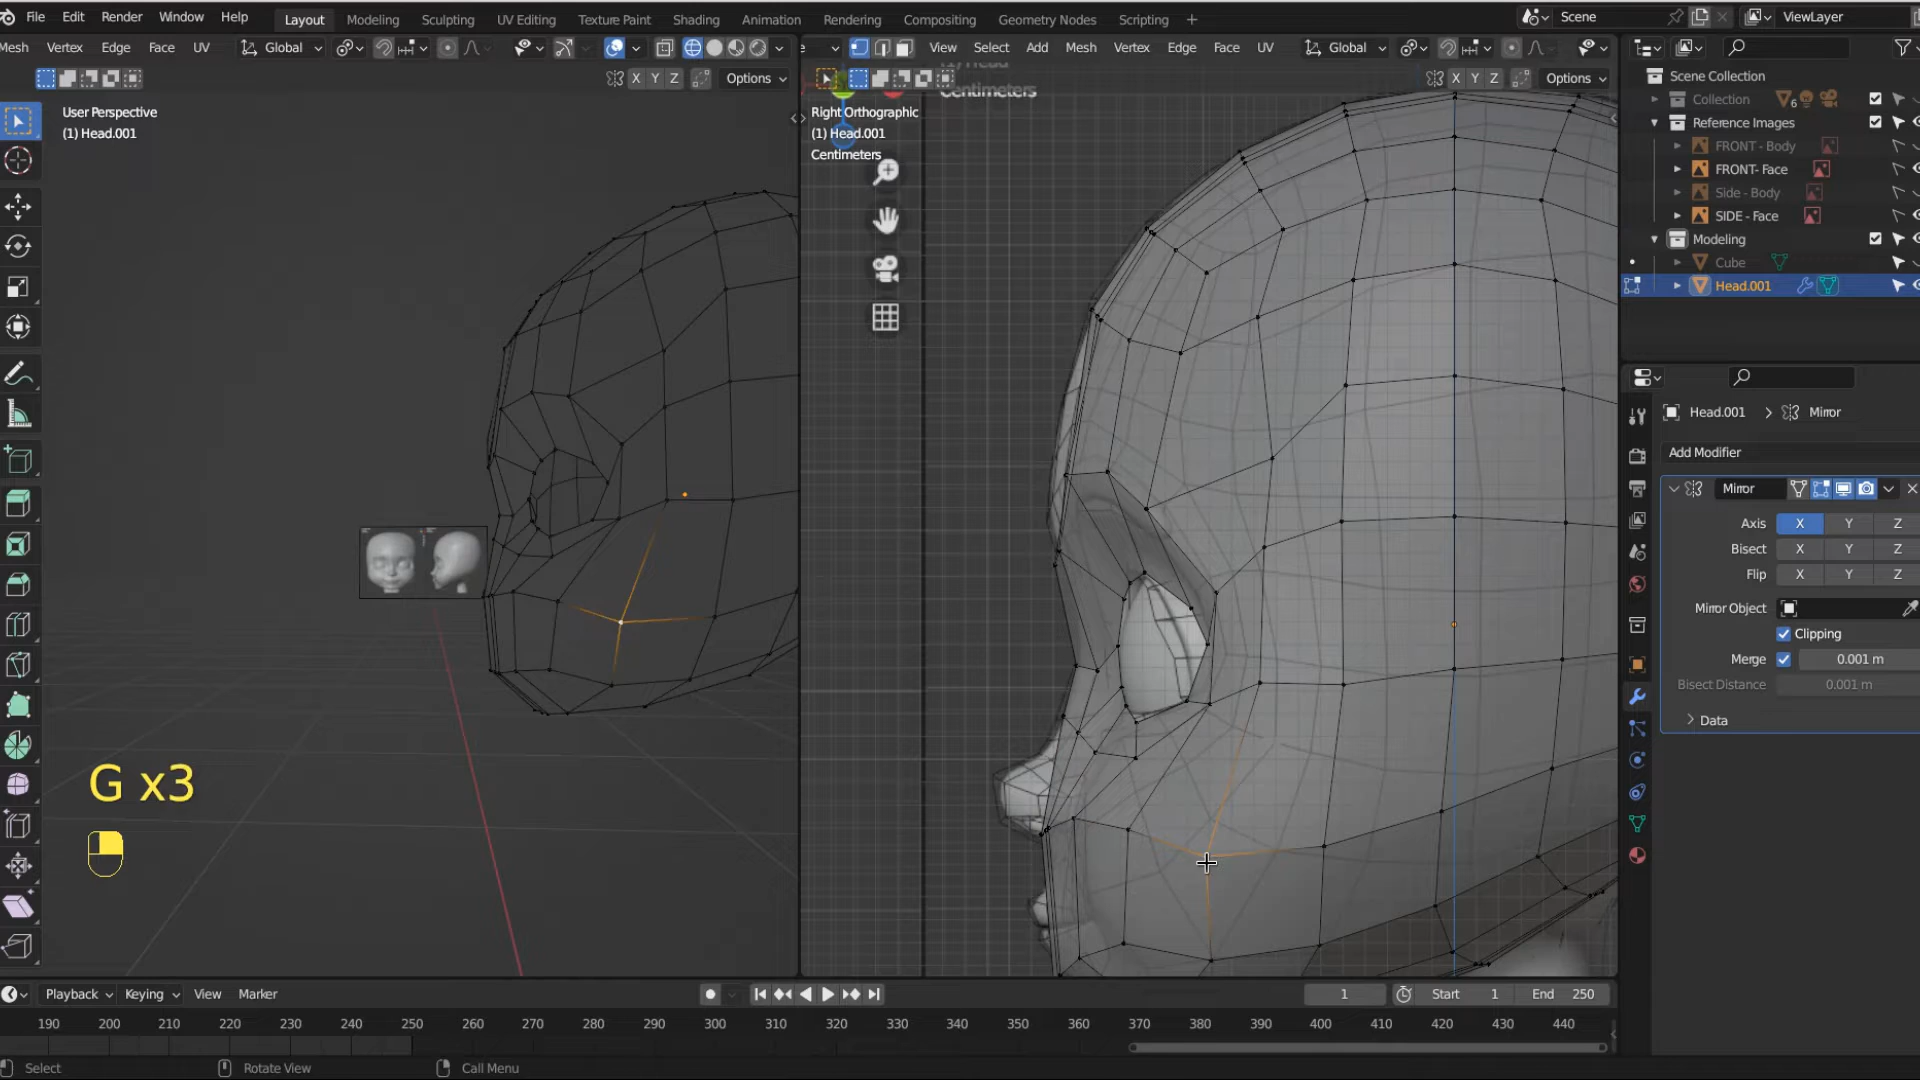 File Edit Render Window Help Layout Modeling Sculpting UV Editing Texture Paint Shading Animation Rendering Compositing Geometry Nodes Scripting + Scene ViewLayer
Mesh Vertex Edge Face UV Global
View Select Add Mesh Vertex Edge Face UV Global
X Y Z Options
X Y Z Options
User Perspective
(1) Head.001
Centimeters
Right Orthographic
(1) Head.001
Centimeters
Scene Collection
Collection 6
Reference Images
FRONT - Body
FRONT- Face
Side - Body
SIDE - Face
Modeling
Cube
Head.001
Head.001 > Mirror
Add Modifier
Mirror
Axis X Y Z
Bisect X Y Z
Flip X Y Z
Mirror Object
Clipping
Merge 0.001 m
Bisect Distance 0.001 m
Data
G x3
Playback Keying View Marker 1 Start 1 End 250
190 200 210 220 230 240 250 260 270 280 290 300 310 320 330 340 350 360 370 380 390 400 410 420 430 440
Select Rotate View Call Menu